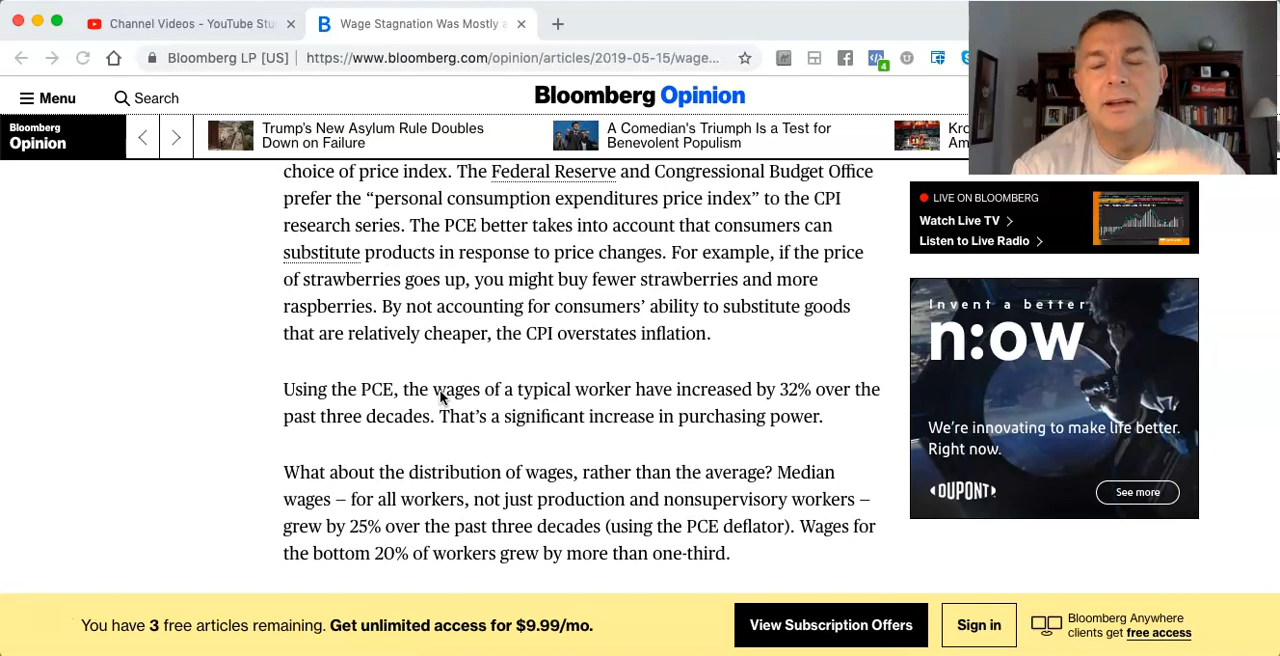 Channel Videos - YouTube Stu
Wage Stagnation Was Mostly a
Bloomberg LP [US]
https://www.bloomberg.com/opinion/articles/2019-05-15/wage...
4
Menu
Search
Bloomberg Opinion
Bloomberg
Opinion
Trump's New Asylum Rule Doubles
Down on Failure
A Comedian's Triumph Is a Test for
Benevolent Populism
Kro
Am
choice of price index. The Federal Reserve and Congressional Budget Office
prefer the “personal consumption expenditures price index” to the CPI
research series. The PCE better takes into account that consumers can
substitute products in response to price changes. For example, if the price
of strawberries goes up, you might buy fewer strawberries and more
raspberries. By not accounting for consumers’ ability to substitute goods
that are relatively cheaper, the CPI overstates inflation.
Using the PCE, the wages of a typical worker have increased by 32% over the
past three decades. That’s a significant increase in purchasing power.
What about the distribution of wages, rather than the average? Median
wages – for all workers, not just production and nonsupervisory workers –
grew by 25% over the past three decades (using the PCE deflator). Wages for
the bottom 20% of workers grew by more than one-third.
LIVE ON BLOOMBERG
Watch Live TV
Listen to Live Radio
Invent a better
n:ow
We're innovating to make life better.
Right now.
DUPONT
See more
You have 3 free articles remaining. Get unlimited access for $9.99/mo.
View Subscription Offers
Sign in
Bloomberg Anywhere
clients get free access